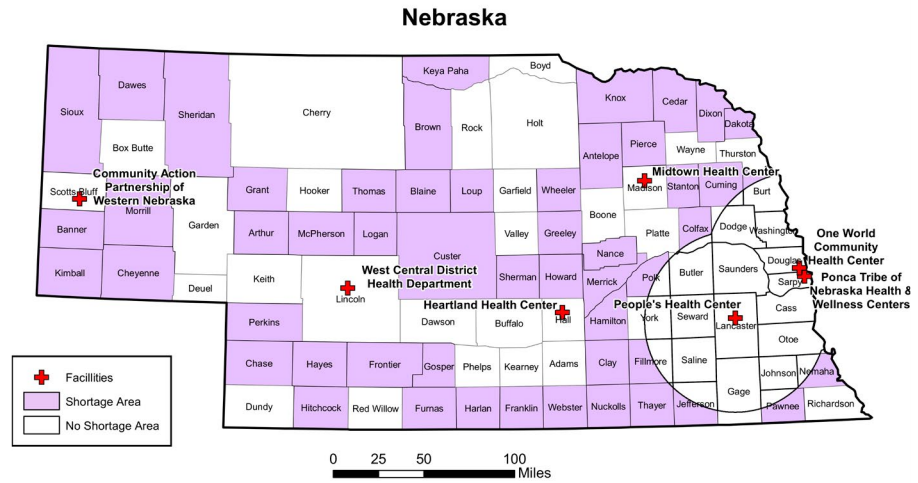 Nebraska
Boyd
Keya Paha
Dawes
Knox
Cedar
Dixon
Dakota
Sioux
Sheridan
Cherry
Brown
Rock
Holt
Box Butte
Pierce
Wayne
Thurston
Antelope
Community Action
Partnership of
Western Nebraska
Scotts Bluff
Midtown Health Center
Madison
Stanton
Cuming
Burt
Grant
Hooker
Thomas
Blaine
Loup
Garfield
Wheeler
Morrill
Boone
Banner
Garden
Arthur
McPherson
Logan
Valley
Greeley
Platte
Colfax
Dodge
Washington
One World
Community
Health Center
Custer
Nance
Douglas
Kimball
Cheyenne
Keith
West Central District
Health Department
Sherman
Howard
Merrick
Polk
Butler
Saunders
Sarpy
Ponca Tribe of
Nebraska Health &
Wellness Centers
Deuel
Lincoln
Heartland Health Center
People's Health Center
Cass
Perkins
Dawson
Buffalo
Hall
Hamilton
York
Seward
Lancaster
Otoe
Chase
Hayes
Frontier
Gosper
Phelps
Kearney
Adams
Clay
Fillmore
Saline
Johnson
Nemaha
Gage
Dundy
Hitchcock
Red Willow
Furnas
Harlan
Franklin
Webster
Nuckolls
Thayer
Jefferson
Pawnee
Richardson
Facillities
Shortage Area
No Shortage Area
0 25 50 100
Miles